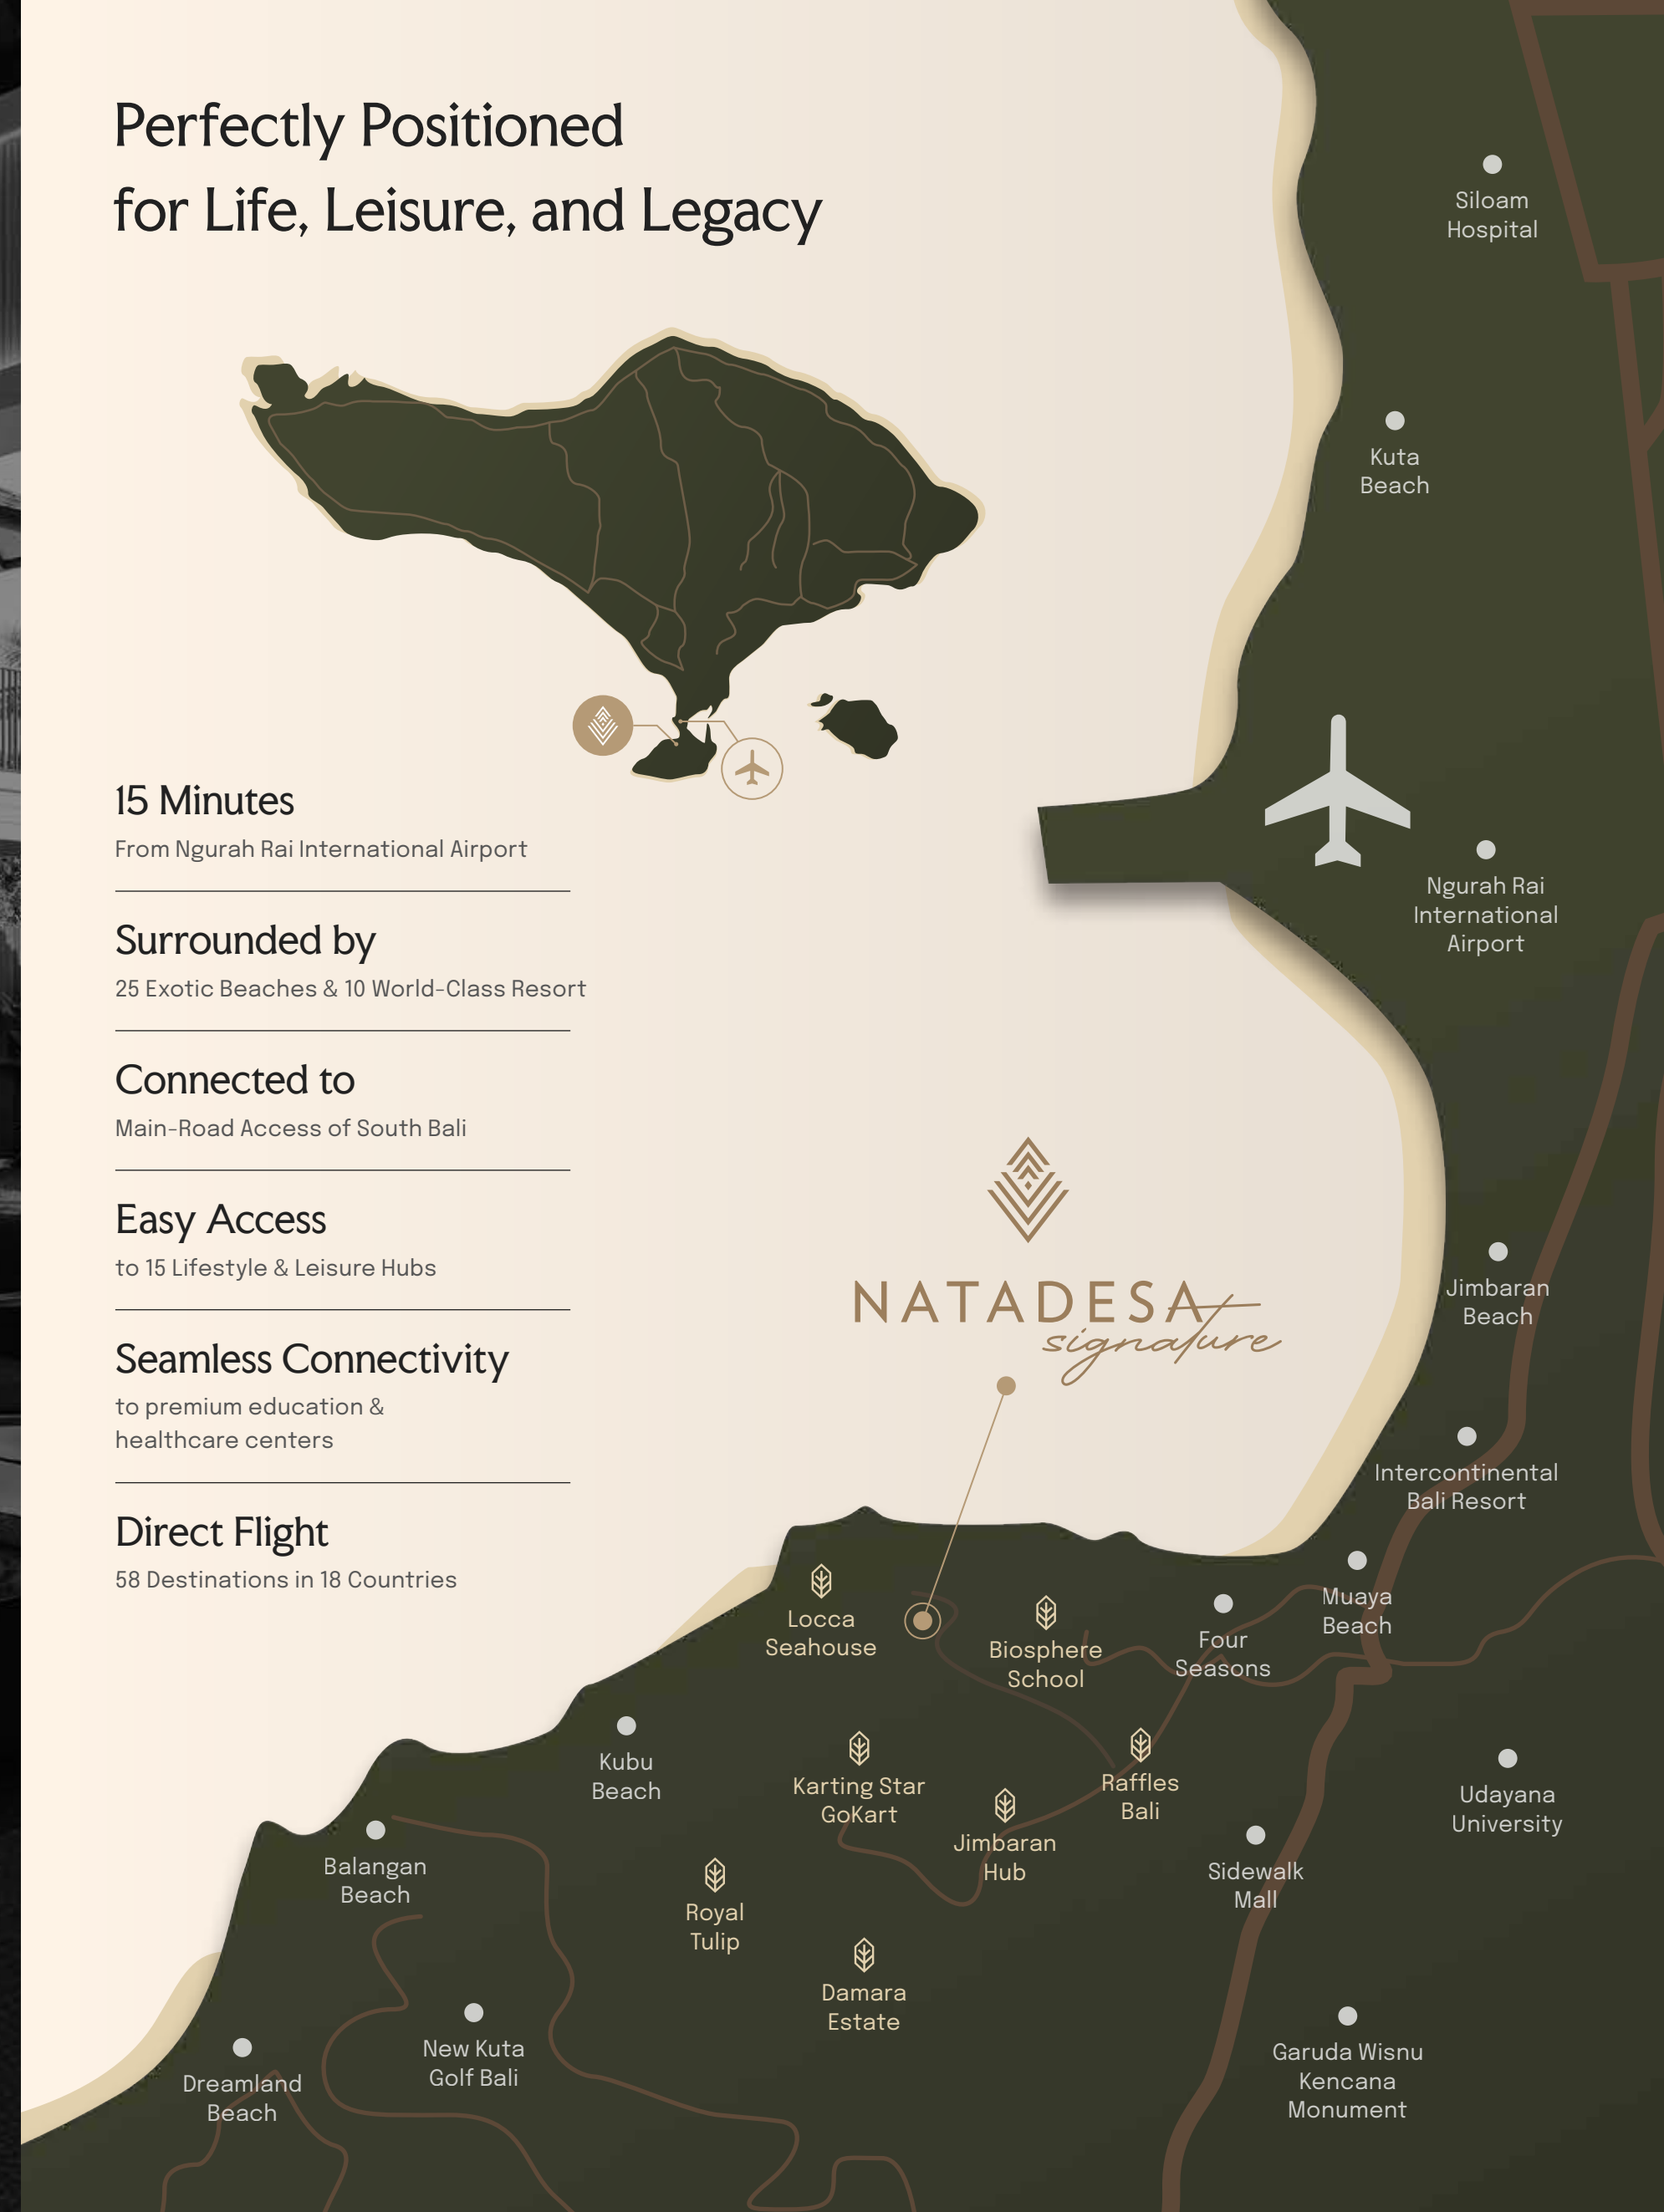 Perfectly Positioned
for Life, Leisure, and Legacy
15 Minutes
From Ngurah Rai International Airport
Surrounded by
25 Exotic Beaches & 10 World-Class Resort
Connected to
Main-Road Access of South Bali
Easy Access
to 15 Lifestyle & Leisure Hubs
Seamless Connectivity
to premium education &
healthcare centers
Direct Flight
58 Destinations in 18 Countries
Siloam
Hospital
Kuta
Beach
Ngurah Rai
International
Airport
NATADESA
signature
Jimbaran
Beach
Intercontinental
Bali Resort
Muaya
Beach
Four
Seasons
Locca
Seahouse
Biosphere
School
Kubu
Beach
Karting Star
GoKart
Raffles
Bali
Jimbaran
Hub
Udayana
University
Sidewalk
Mall
Balangan
Beach
Royal
Tulip
Damara
Estate
New Kuta
Golf Bali
Dreamland
Beach
Garuda Wisnu
Kencana
Monument